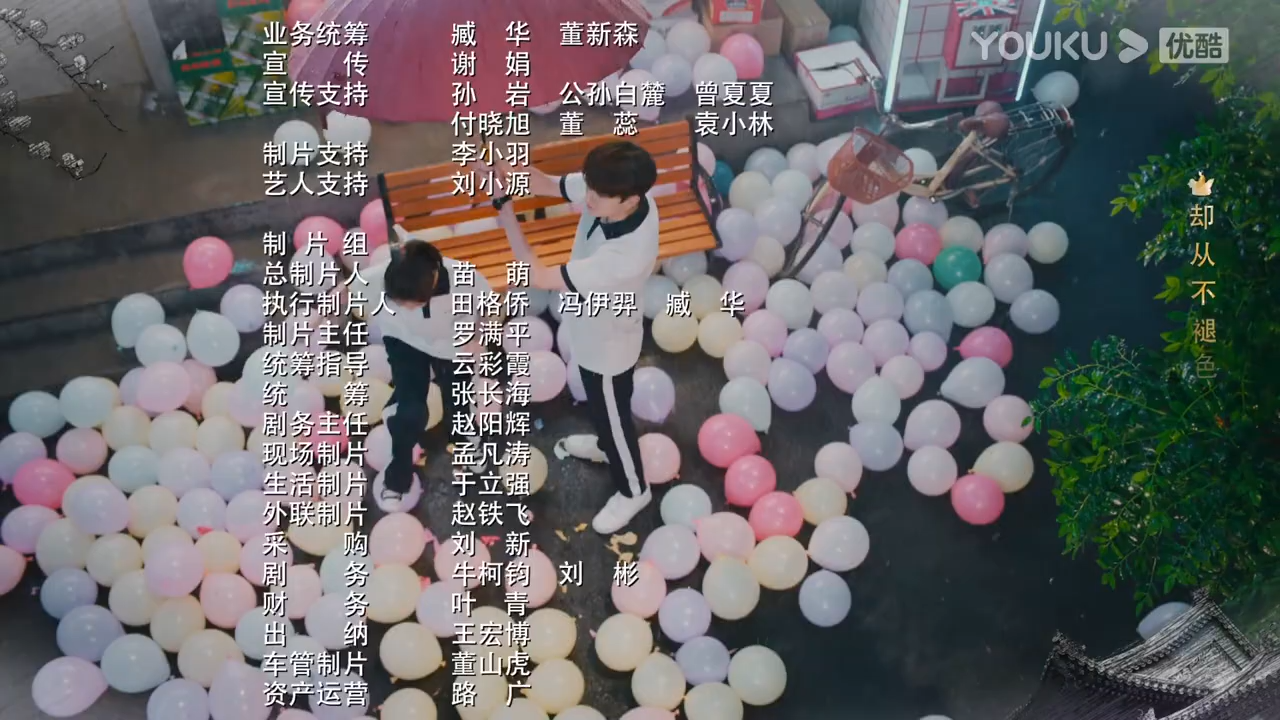 业务统筹 臧 华 董新森
宣 传 谢 娟
宣传支持 孙 岩 公孙白麓 曾夏夏
付晓旭 董 蕊 袁小林
制片支持 李小羽
艺人支持 刘小源
制 片 组
总制片人 苗 萌
执行制片人 田格侨 冯伊羿 臧 华
制片主任 罗满平
统筹指导 云彩霞
统 筹 张长海
剧务主任 赵阳辉
现场制片 孟凡涛
生活制片 于立强
外联制片 赵铁飞
采 购 刘 新
剧 务 牛柯钧 刘 彬
财 务 叶 青
出 纳 王宏博
车管制片 董山虎
资产运营 路 广
YOUKU 优酷
却从不褪色